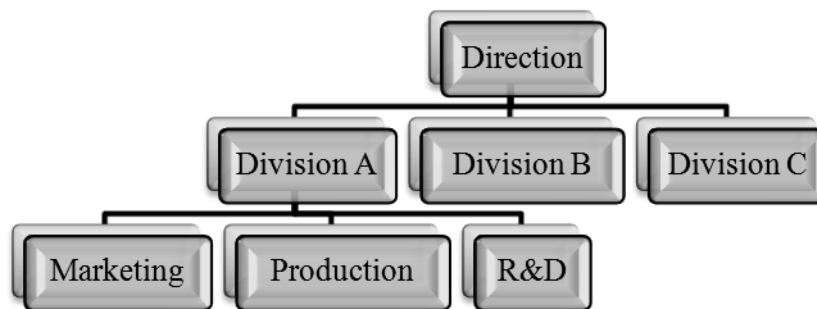 Direction
Division A
Division B
Division C
Marketing
Production
R&D